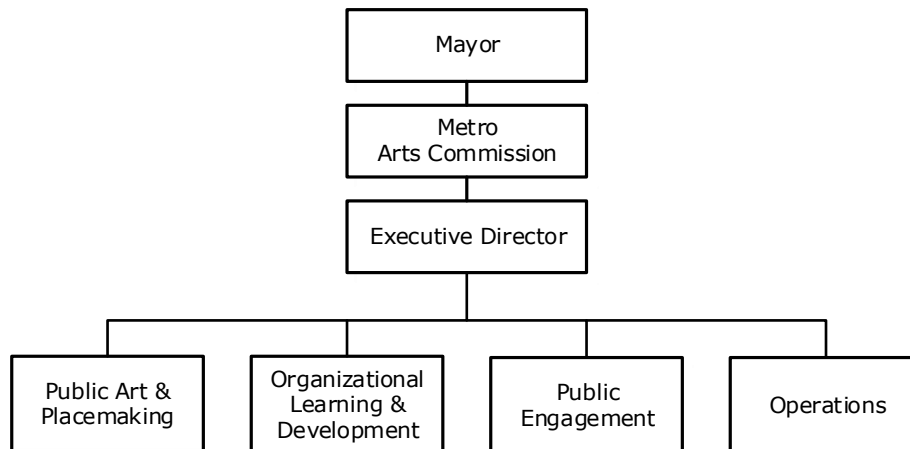 Mayor
Metro
Arts Commission
Executive Director
Public Art &
Placemaking
Organizational
Learning &
Development
Public
Engagement
Operations